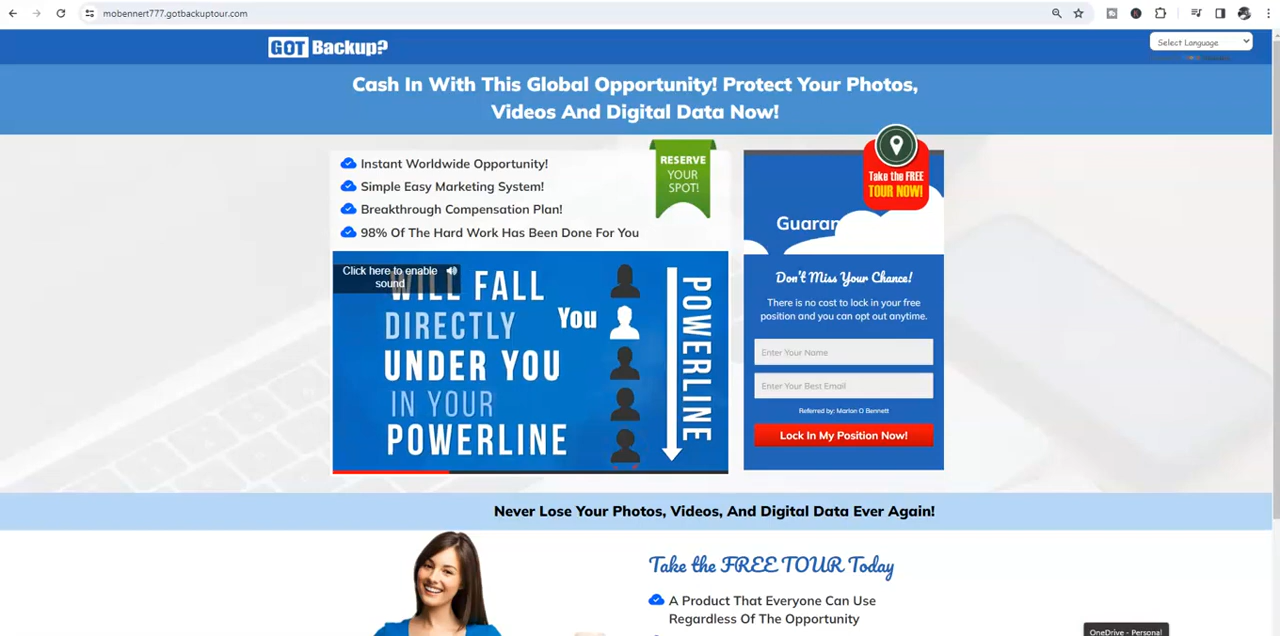 mobennert777.gotbackuptour.com
GOT Backup?
Select Language
Cash In With This Global Opportunity! Protect Your Photos,
Videos And Digital Data Now!
Instant Worldwide Opportunity!
Simple Easy Marketing System!
Breakthrough Compensation Plan!
98% Of The Hard Work Has Been Done For You
RESERVE
YOUR
SPOT!
Take the FREE
TOUR NOW!
Click here to enable
sound
WILL FALL
DIRECTLY
UNDER YOU
IN YOUR
POWERLINE
You
POWERLINE
Don't Miss Your Chance!
There is no cost to lock in your free
position and you can opt out anytime.
Enter Your Name
Enter Your Best Email
Referred by: Marlon O Bennett
Lock In My Position Now!
Never Lose Your Photos, Videos, And Digital Data Ever Again!
Take the FREE TOUR Today
A Product That Everyone Can Use
Regardless Of The Opportunity
OneDrive - Personal